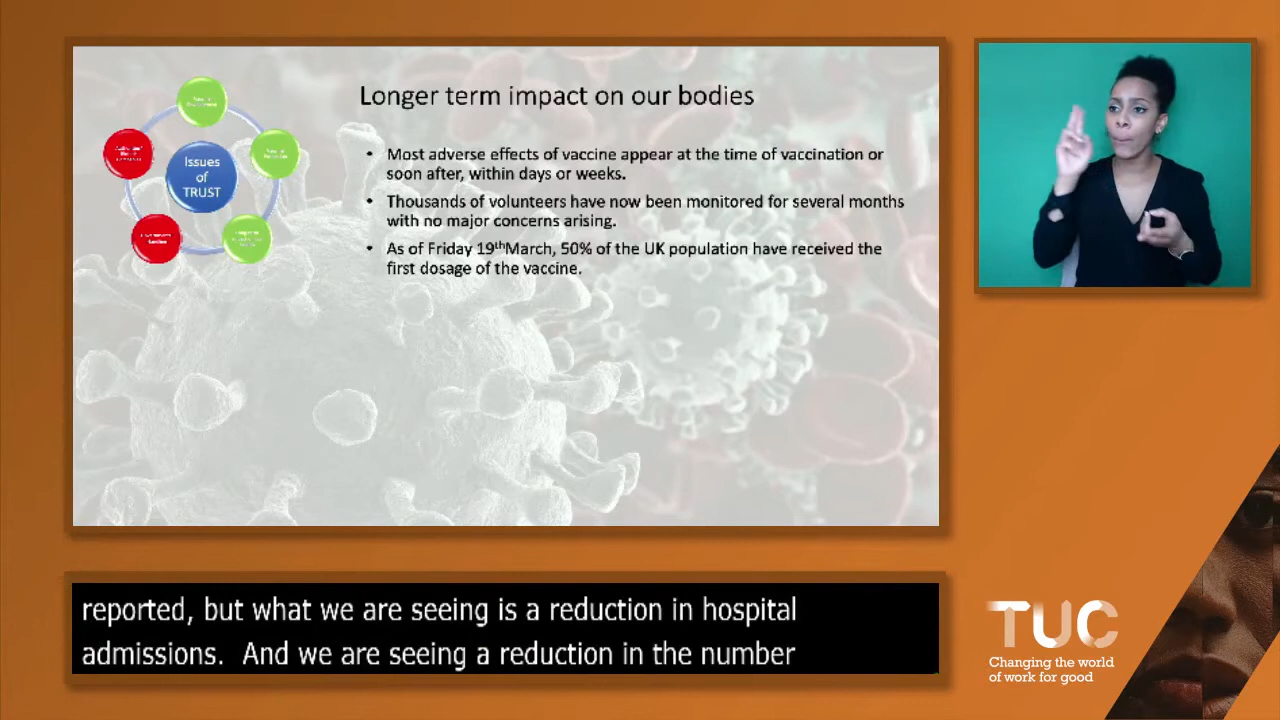 Longer term impact on our bodies
Issues
of
TRUST
• Most adverse effects of vaccine appear at the time of vaccination or
soon after, within days or weeks.
• Thousands of volunteers have now been monitored for several months
with no major concerns arising.
• As of Friday 19thMarch, 50% of the UK population have received the
first dosage of the vaccine.
reported, but what we are seeing is a reduction in hospital
admissions. And we are seeing a reduction in the number
TUC
Changing the world
of work for good